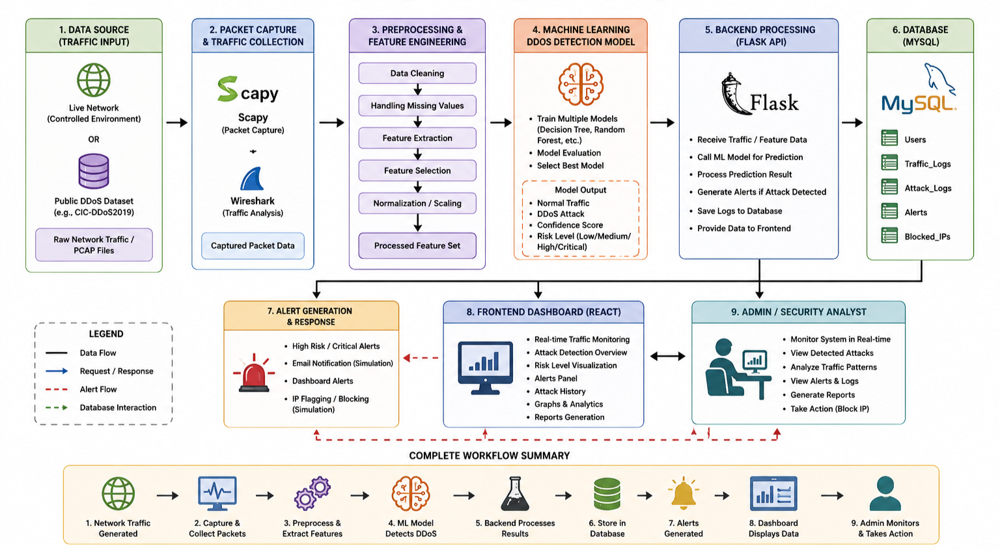 1. DATA SOURCE
(TRAFFIC INPUT)
Live Network
(Controlled Environment)
OR
Public DDoS Dataset
(e.g., CIC-DDoS2019)
Raw Network Traffic /
PCAP Files
2. PACKET CAPTURE
& TRAFFIC COLLECTION
Scapy
Scapy
(Packet Capture)
Wireshark
(Traffic Analysis)
Captured Packet Data
3. PREPROCESSING &
FEATURE ENGINEERING
Data Cleaning
Handling Missing Values
Feature Extraction
Feature Selection
Normalization / Scaling
Processed Feature Set
4. MACHINE LEARNING
DDOS DETECTION MODEL
• Train Multiple Models
(Decision Tree, Random
Forest, etc.)
• Model Evaluation
• Select Best Model
Model Output
• Normal Traffic
• DDoS Attack
• Confidence Score
• Risk Level (Low/Medium/
High/Critical)
5. BACKEND PROCESSING
(FLASK API)
Flask
• Receive Traffic / Feature Data
• Call ML Model for Prediction
• Process Prediction Result
• Generate Alerts if Attack Detected
• Save Logs to Database
• Provide Data to Frontend
6. DATABASE
(MYSQL)
MySQL
Users
Traffic_Logs
Attack_Logs
Alerts
Blocked_IPs
LEGEND
Data Flow
Request / Response
Alert Flow
Database Interaction
7. ALERT GENERATION
& RESPONSE
• High Risk / Critical Alerts
• Email Notification (Simulation)
• Dashboard Alerts
• IP Flagging / Blocking
(Simulation)
8. FRONTEND DASHBOARD (REACT)
• Real-time Traffic Monitoring
• Attack Detection Overview
• Risk Level Visualization
• Alerts Panel
• Attack History
• Graphs & Analytics
• Reports Generation
9. ADMIN / SECURITY ANALYST
• Monitor System in Real-time
• View Detected Attacks
• Analyze Traffic Patterns
• View Alerts & Logs
• Generate Reports
• Take Action (Block IP)
COMPLETE WORKFLOW SUMMARY
1. Network Traffic
Generated
2. Capture &
Collect Packets
3. Preprocess &
Extract Features
4. ML Model
Detects DDoS
5. Backend Processes
Results
6. Store in
Database
7. Alerts
Generated
8. Dashboard
Displays Data
9. Admin Monitors
& Takes Action